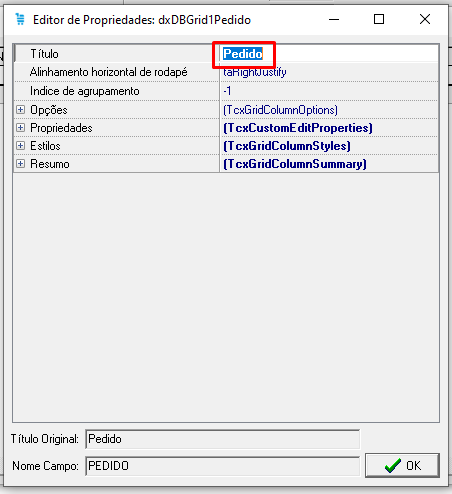 Editor de Propriedades: dxDBGrid1Pedido
Título Pedido
Alinhamento horizontal de rodapé taRightJustify
Indice de agrupamento -1
Opções (TcxGridColumnOptions)
Propriedades (TcxCustomEditProperties)
Estilos (TcxGridColumnStyles)
Resumo (TcxGridColumnSummary)
Título Original: Pedido
Nome Campo: PEDIDO
OK